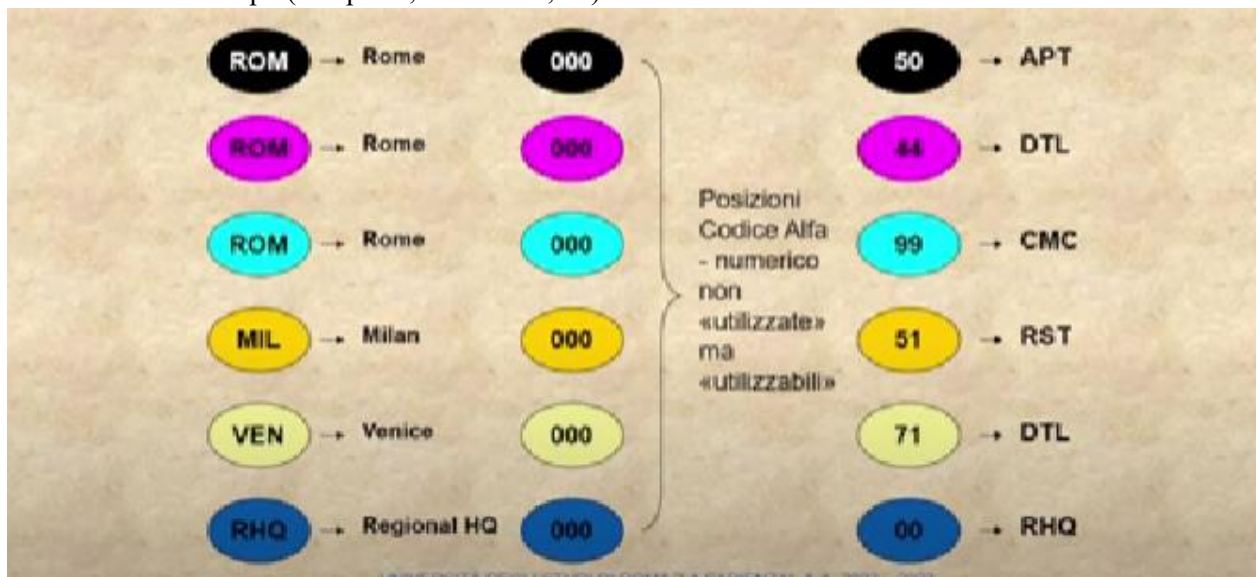 ROM → Rome 000 50 → APT
ROM → Rome 000 44 → DTL
ROM → Rome 000 99 → CMC
MIL → Milan 000 51 → RST
VEN → Venice 000 71 → DTL
RHQ → Regional HQ 000 00 → RHQ
Posizioni
Codice Alfa
- numerico
non
«utilizzate»
ma
«utilizzabili»